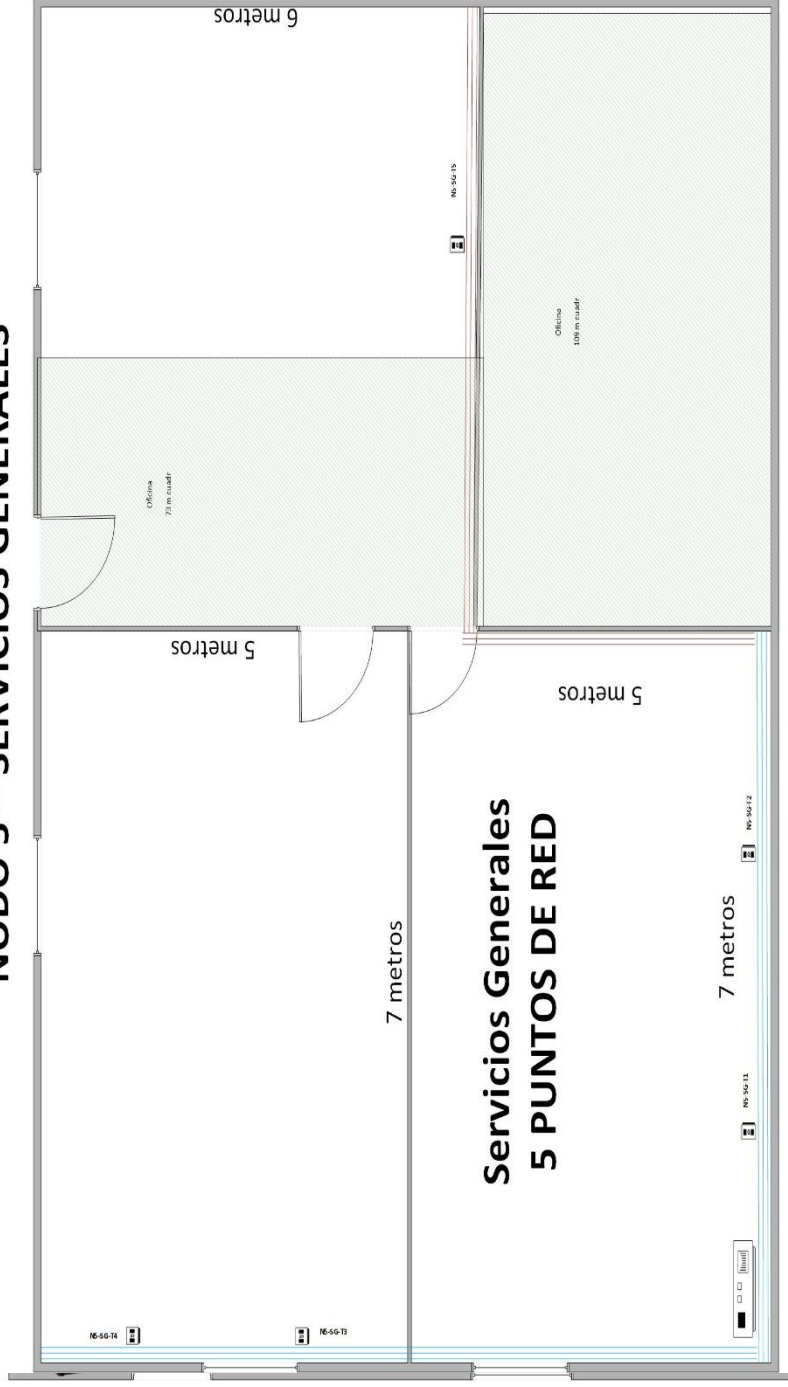 NODO 5 - SERVICIOS GENERALES
6 metros
N5-SG-T5
Oficina
109 m cuadr
Oficina
73 m cuadr
5 metros
5 metros
7 metros
Servicios Generales
5 PUNTOS DE RED
7 metros
N5-SG-T2
N5-SG-T1
N5-SG-T4
N5-SG-T3